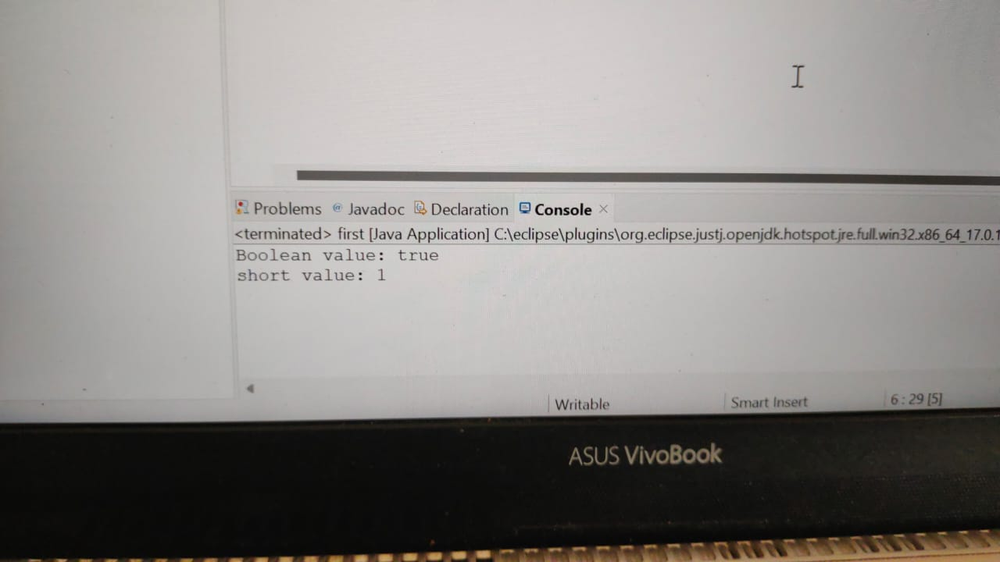 Problems @ Javadoc Declaration Console
<terminated> first [Java Application] C:\eclipse\plugins\org.eclipse.justj.openjdk.hotspot.jre.full.win32.x86_64_17.0.1
Boolean value: true
short value: 1
Writable Smart Insert 6 : 29 [5]
ASUS VivoBook